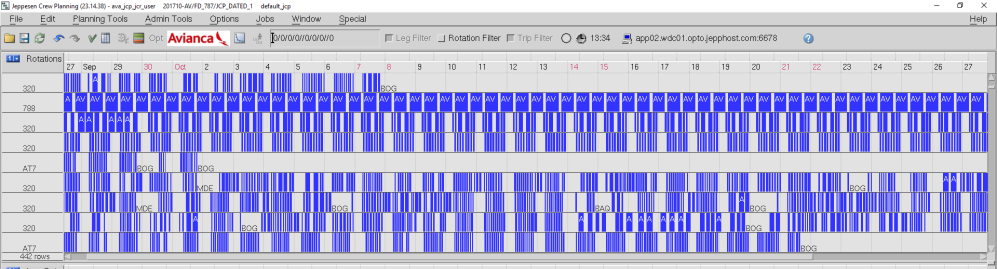 Jeppesen Crew Planning (23.14.38) - ava_jcp_jcr_user 201710-AV/FD_787/JCP_DATED_1 default_jcp
File Edit Planning Tools Admin Tools Options Jobs Window Special Help
Opt Avianca 0/0/0/0//0/0/0//0 Leg Filter Rotation Filter Trip Filter 13:34 app02.wdc01.opto.jepphost.com:6678
Rotations 27 Sep 29 30 Oct 2 3 4 5 6 7 8 9 10 11 12 13 14 15 16 17 18 19 20 21 22 23 24 25 26 27
320 A BOG
788 A AV AV AV AV AV AV AV AV AV AV AV AV AV AV AV AV AV AV AV AV AV AV AV AV AV AV AV AV AV AV AV AV AV AV AV AV AV
320 A A A A A
320
AT7 BOG BOG
320 MDE BOG A A
320 MDE BOG BAQ A BOG
320 A BOG A A A A A A A A BOG
AT7 BOG
442 rows